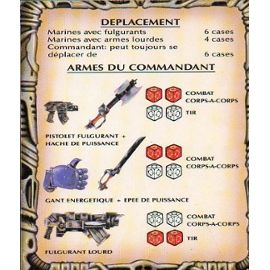 DEPLACEMENT
Marines avec fulgurants 6 cases
Marines avec armes lourdes 4 cases
Commandant: peut toujours se
déplacer de 6 cases
ARMES DU COMMANDANT
COMBAT
CORPS-A-CORPS
TIR
PISTOLET FULGURANT +
HACHE DE PUISSANCE
COMBAT
CORPS-A-CORPS
GANT ENERGETIQUE + EPEE DE PUISSANCE
COMBAT
CORPS-A-CORPS
TIR
FULGURANT LOURD